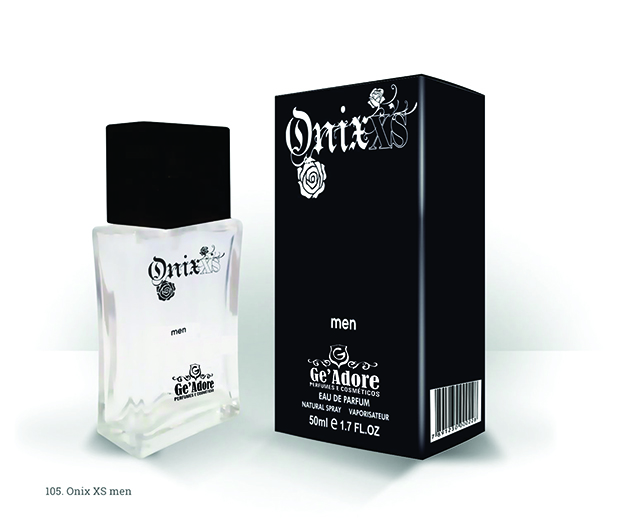 Onix XS
men
G
Ge'Adore
PERFUMES E COSMÉTICOS
EAU DE PARFUM
NATURAL SPRAY VAPORISATEUR
50ml e 1.7 FL.OZ
Onix XS
men
G
Ge'Adore
PERFUMES E COSMÉTICOS
105. Onix XS men